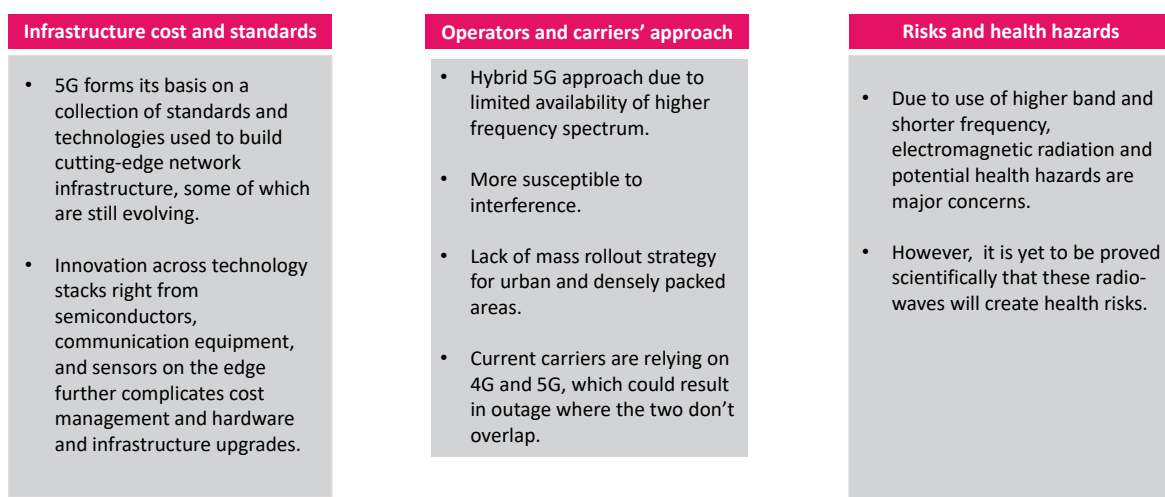 Infrastructure cost and standards
• 5G forms its basis on a
collection of standards and
technologies used to build
cutting-edge network
infrastructure, some of which
are still evolving.
• Innovation across technology
stacks right from
semiconductors,
communication equipment,
and sensors on the edge
further complicates cost
management and hardware
and infrastructure upgrades.
Operators and carriers’ approach
• Hybrid 5G approach due to
limited availability of higher
frequency spectrum.
• More susceptible to
interference.
• Lack of mass rollout strategy
for urban and densely packed
areas.
• Current carriers are relying on
4G and 5G, which could result
in outage where the two don’t
overlap.
Risks and health hazards
• Due to use of higher band and
shorter frequency,
electromagnetic radiation and
potential health hazards are
major concerns.
• However, it is yet to be proved
scientifically that these radio-
waves will create health risks.